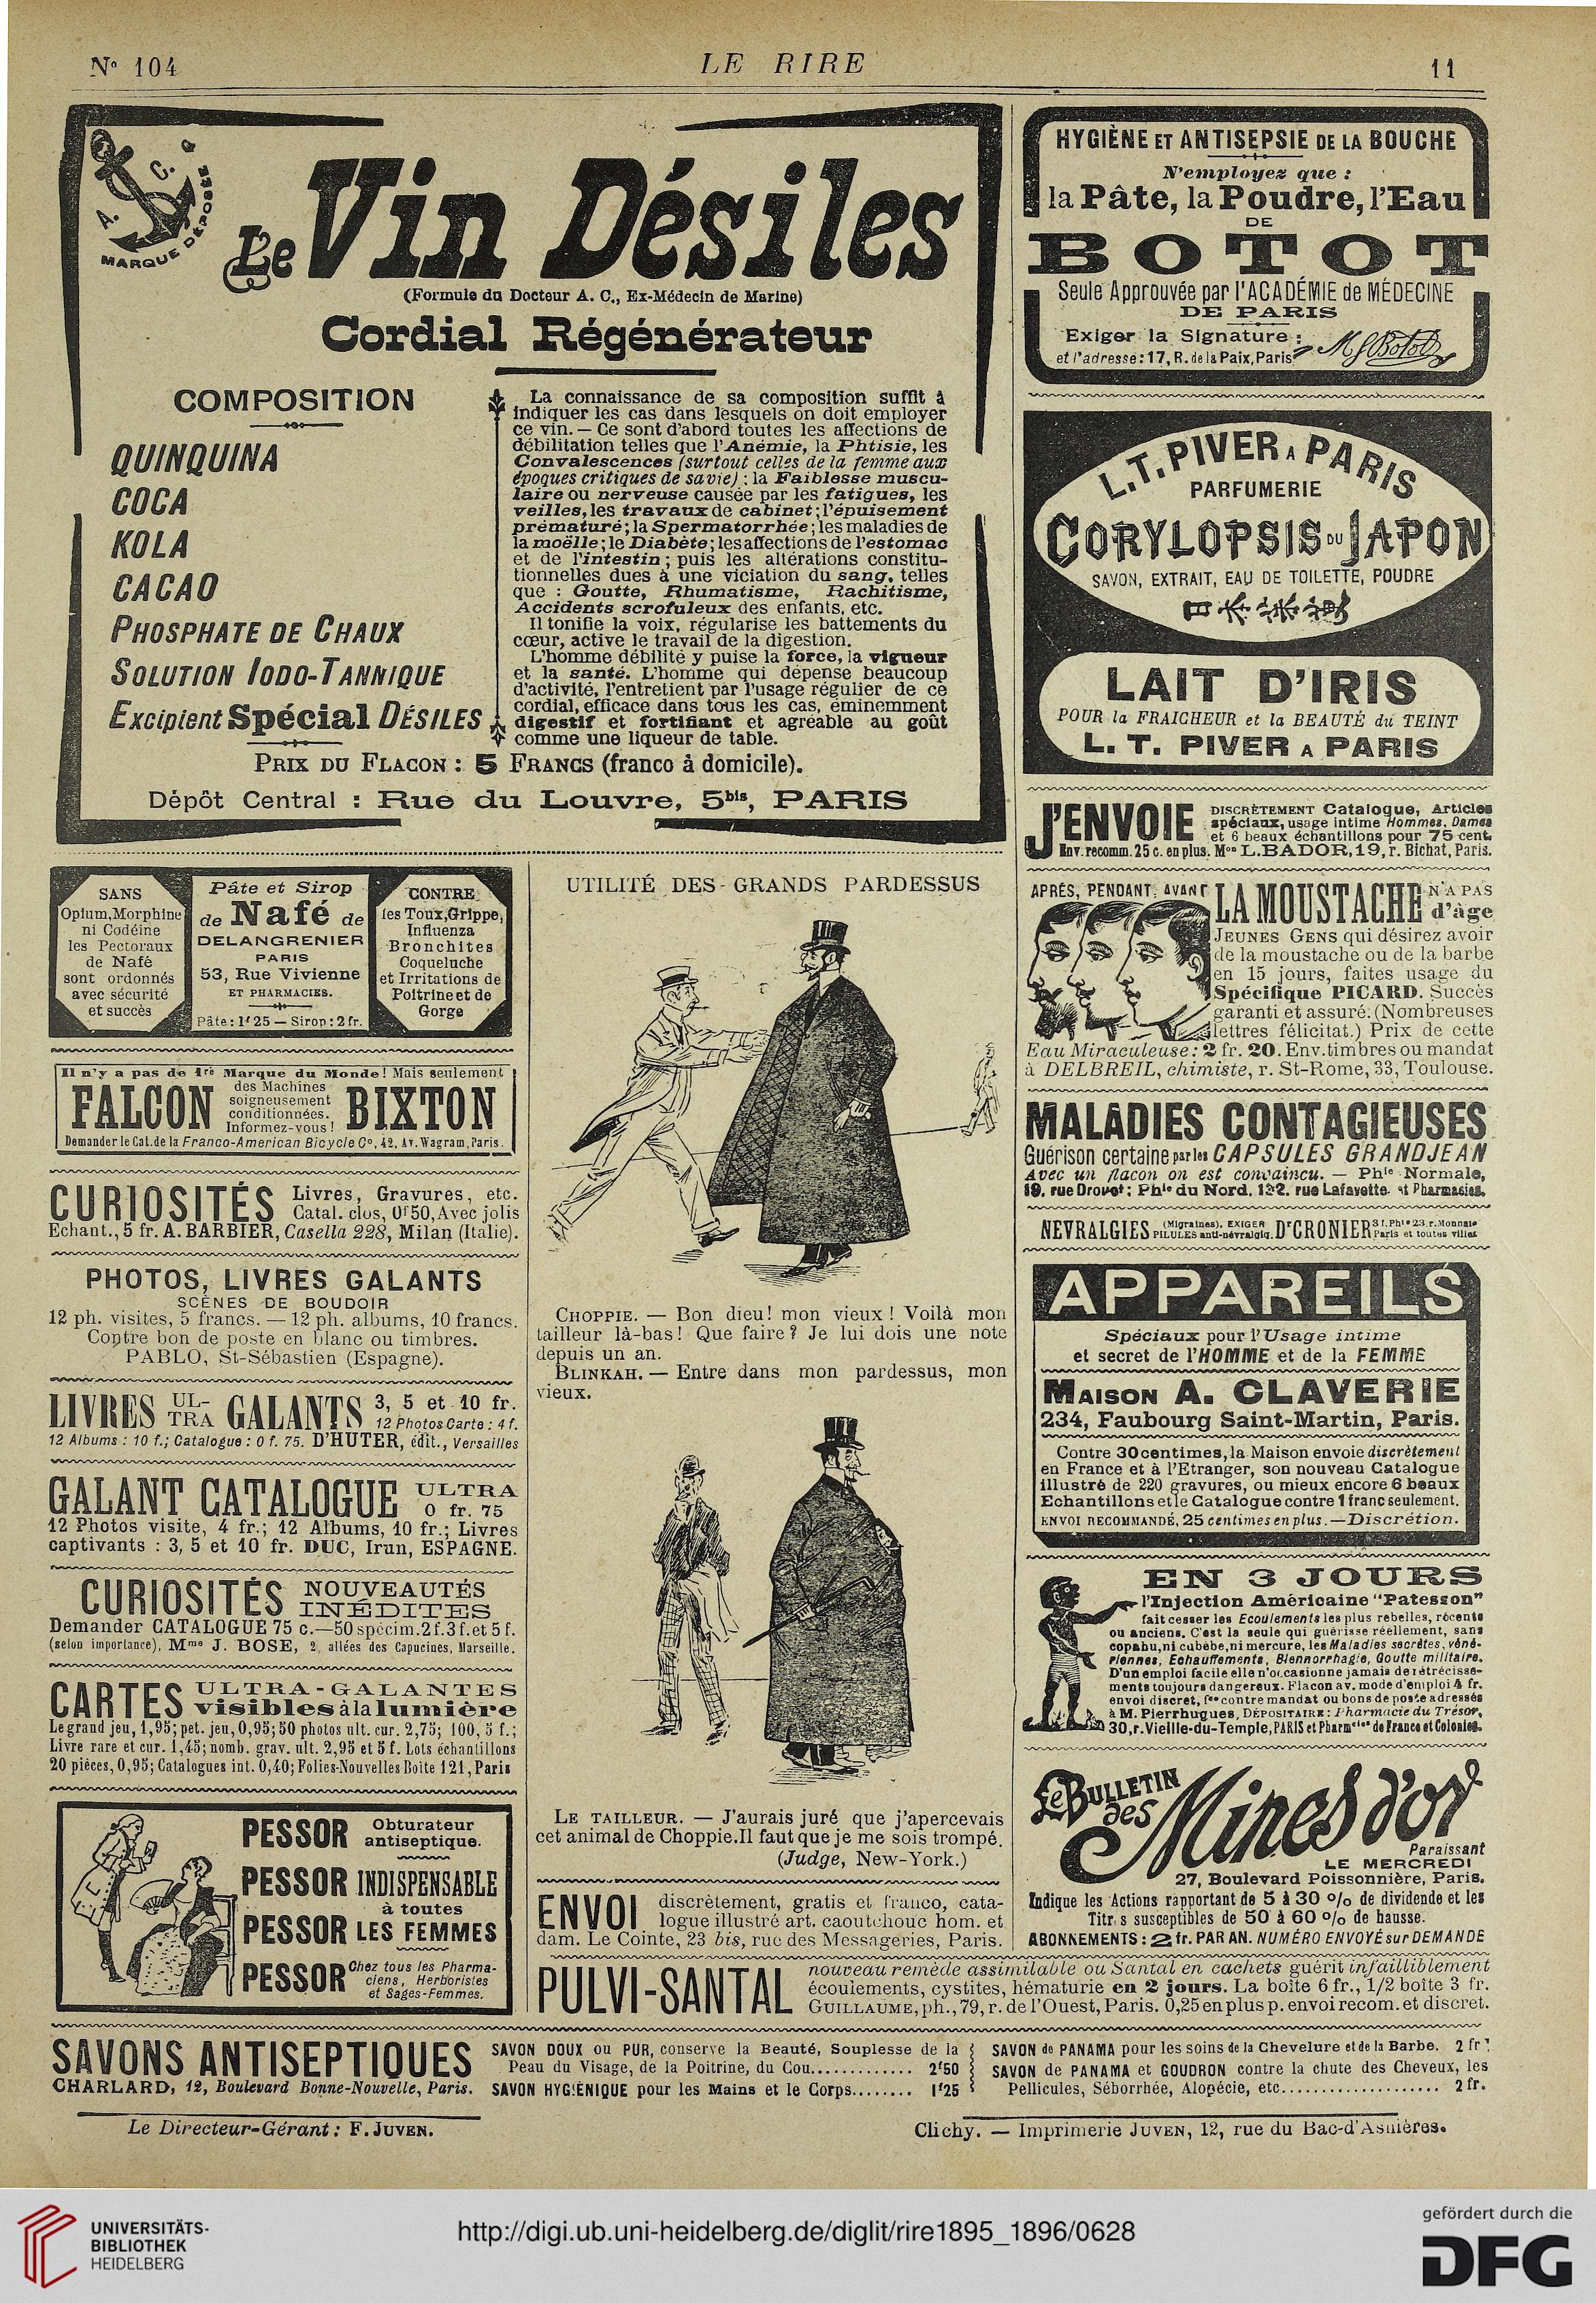 N° 104
LE RIRE
11
A. C.
MARQUE DÉPOSÉE
Le Vin Désiles
(Formule du Docteur A. C., Ex-Médecin de Marine)
Cordial Régénérateur
COMPOSITION
QUINQUINA
COCA
KOLA
CACAO
PHOSPHATE DE CHAUX
SOLUTION IODO-TANNIQUE
Excipient Spécial DÉSILES
La connaissance de sa composition suffit à
indiquer les cas dans lesquels on doit employer
ce vin. — Ce sont d'abord toutes les affections de
débilitation telles que l'Anémie, la Phtisie, les
Convalescences (surtout celles de la femme aux
époques critiques de sa vie) ; la Faiblesse muscu-
laire ou nerveuse causée par les fatigues, les
veilles, les travaux de cabinet ; l'épuisement
prématuré ; la Spermatorrhée ; les maladies de
la moëlle ; le Diabète ; les affections de l'estomac
et de l'intestin ; puis les altérations constitu-
tionnelles dues à une viciation du sang, telles
que : Goutte, Rhumatisme, Rachitisme,
Accidents scrofuleux des enfants, etc.
Il tonifie la voix, régularise les battements du
cœur, active le travail de la digestion.
L'homme débilité y puise la force, la vigueur
et la santé. L'homme qui dépense beaucoup
d'activité, l'entretient par l'usage régulier de ce
cordial, efficace dans tous les cas, éminemment
digestif et fortifiant et agréable au goût
comme une liqueur de table.
PRIX DU FLACON : 5 FRANCS (franco à domicile).
Dépôt Central : Rue du Louvre, 5bis, PARIS
HYGIÈNE ET ANTISEPSIE DE LA BOUCHE
N'employez que :
la Pâte, la Poudre, l'Eau
DE
BOTOT
Seule Approuvée par l'ACADÉMIE de MÉDECINE
DE PARIS
Exiger la Signature :
et l'adresse : 17, R. de la Paix, Paris
L. T. PIVER A PARIS
PARFUMERIE
CORYLOPSIS DU JAPON
SAVON, EXTRAIT, EAU DE TOILETTE, POUDRE
LAIT D'IRIS
POUR la FRAICHEUR et la BEAUTÉ du TEINT
L. T. PIVER A PARIS
J'ENVOIE DISCRÈTEMENT Catalogue, Articles
spéciaux, usage intime Hommes, Dames
et 6 beaux échantillons pour 75 cent.
Env. recomm. 25 c. en plus. Mon L. BADOR, 19, r. Bichat, Paris.
APRÈS, PENDANT, AVANT
LA MOUSTACHE N'A PAS
d'âge
JEUNES GENS qui désirez avoir
de la moustache ou de la barbe
en 15 jours, faites usage du
Spécifique PICARD. Succès
garanti et assuré. (Nombreuses
lettres félicitat.) Prix de cette
Eau Miraculeuse : 2 fr. 20. Env. timbres ou mandat
à DELBREIL, chimiste, r. St-Rome, 33, Toulouse.
MALADIES CONTAGIEUSES
Guérison certaine par les CAPSULES GRANDJEAN
Avec un flacon on est convaincu. — Phie Normale,
19, rue Drouot ; Phie du Nord, 132, rue Lafayette et Pharmacies.
NEVRALGIES (Migraines). EXIGER
PILULES anti-névralgiq. Dr CRONIER 3 f. Phie 23, r. Monnaie
Paris et toutes villes
APPAREILS
Spéciaux pour l'Usage intime
et secret de l'HOMME et de la FEMME
MAISON A. CLAVERIE
234, Faubourg Saint-Martin, Paris.
Contre 30 centimes, la Maison envoie discrètement
en France et à l'Etranger, son nouveau Catalogue
illustré de 220 gravures, ou mieux encore 6 beaux
Echantillons et le Catalogue contre 1 franc seulement.
ENVOI RECOMMANDÉ, 25 centimes en plus. — Discrétion.
EN 3 JOURS
l'Injection Américaine "Patesson"
fait cesser les Ecoulements les plus rebelles, récents
ou anciens. C'est la seule qui guérisse réellement, sans
copahu, ni cubèbe, ni mercure, les Maladies secrètes, véné-
riennes, Echauffements, Blennorrhagie, Goutte militaire.
D'un emploi facile elle n'occasionne jamais de rétrécisse-
ments toujours dangereux. Flacon av. mode d'emploi 4 fr.
envoi discret, fco contre mandat ou bons de poste adressés
à M. Pierrhugues, DÉPOSITAIRE : Pharmacie du Trésor,
30, r. Vieille-du-Temple, PARIS et Pharmcies de France et Colonies.
Le BULLETIN
des Mines d'or
Paraissant
LE MERCREDI
27, Boulevard Poissonnière, Paris.
Indique les Actions rapportant de 5 à 30 % de dividende et les
Titres susceptibles de 50 à 60 % de hausse.
ABONNEMENTS : 2 fr. PAR AN. NUMÉRO ENVOYÉ sur DEMANDE
SANS
Opium, Morphine
ni Codéine
les Pectoraux
de Nafé
sont ordonnés
avec sécurité
et succès
Pâte et Sirop
de Nafé de
DELANGRENIER
PARIS
53, Rue Vivienne
ET PHARMACIES.
Pâte : 1f 25 — Sirop : 2 fr.
CONTRE
les Toux, Grippe,
Influenza
Bronchites
Coqueluche
et Irritations de
Poitrine et de
Gorge
Il n'y a pas de 1re Marque du Monde ! Mais seulement
FALCON des Machines
soigneusement
conditionnées.
Informez-vous ! BIXTON
Demander le Cat. de la Franco-American Bicycle Co, 42, Av. Wagram, Paris.
CURIOSITÉS Livres, Gravures, etc.
Catal. clos, 0f 50, Avec jolis
Echant., 5 fr. A. BARBIER, Casella 228, Milan (Italie).
PHOTOS, LIVRES GALANTS
SCÈNES DE BOUDOIR
12 ph. visites, 5 francs. — 12 ph. albums, 10 francs.
Contre bon de poste en blanc ou timbres.
PABLO, St-Sébastien (Espagne).
LIVRES UL-
TRA GALANTS 3, 5 et 10 fr.
12 Photos Carte : 4 f.
12 Albums : 10 f. ; Catalogue : 0 f. 75. D'HUTER, édit., Versailles
GALANT CATALOGUE ULTRA
0 fr. 75
12 Photos visite, 4 fr. ; 12 Albums, 10 fr. ; Livres
captivants : 3, 5 et 10 fr. DUC, Irun, ESPAGNE.
CURIOSITÉS NOUVEAUTÉS
INÉDITES
Demander CATALOGUE 75 c. — 50 spécim. 2 f. 3 f. et 5 f.
(selon importance), Mme J. BOSE, 2, allées des Capucines, Marseille.
CARTES ULTRA-GALANTES
visibles à la lumière
Le grand jeu, 1,95 ; pet. jeu, 0,95 ; 50 photos ult. cur. 2,75 ; 100, 5 f. ;
Livre rare et cur. 1,45 ; nomb. grav. ult. 2,95 et 5 f. Lots échantillons
20 pièces, 0,95 ; Catalogues int. 0,40 ; Folies-Nouvelles Boîte 121, Paris
PESSOR Obturateur
antiseptique.
PESSOR INDISPENSABLE
à toutes
PESSOR LES FEMMES
PESSOR Chez tous les Pharma-
ciens, Herboristes
et Sages-Femmes.
UTILITÉ DES GRANDS PARDESSUS
CHOPPIE. — Bon dieu ! mon vieux ! Voilà mon
tailleur là-bas ! Que faire ? Je lui dois une note
depuis un an.
BLINKAH. — Entre dans mon pardessus, mon
vieux.
LE TAILLEUR. — J'aurais juré que j'apercevais
cet animal de Choppie. Il faut que je me sois trompé.
(Judge, New-York.)
ENVOI discrètement, gratis et franco, cata-
logue illustré art. caoutchouc hom. et
dam. Le Cointe, 23 bis, rue des Messageries, Paris.
PULVI-SANTAL nouveau remède assimilable ou Santal en cachets guérit infailliblement
écoulements, cystites, hématurie en 2 jours. La boîte 6 fr., 1/2 boîte 3 fr.
GUILLAUME, ph., 79, r. de l'Ouest, Paris. 0,25 en plus p. envoi recom. et discret.
SAVONS ANTISEPTIQUES
CHARLARD, 12, Boulevard Bonne-Nouvelle, Paris.
SAVON DOUX OU PUR, conserve la Beauté, Souplesse de la
Peau du Visage, de la Poitrine, du Cou............ 2f50
SAVON HYGIÉNIQUE pour les Mains et le Corps........ 1f25
SAVON de PANAMA pour les soins de la Chevelure et de la Barbe. 2 fr.
SAVON de PANAMA et GOUDRON contre la chute des Cheveux, les
Pellicules, Séborrhée, Alopécie, etc...................... 2 fr.
Le Directeur-Gérant : F. JUVEN.
Clichy. — Imprimerie JUVEN, 12, rue du Bac-d'Asnières.
UNIVERSITÄTS-
BIBLIOTHEK
HEIDELBERG
http://digi.ub.uni-heidelberg.de/diglit/rire1895_1896/0628
gefördert durch die
DFG